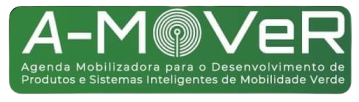 A-MOVeR
Agenda Mobilizadora para o Desenvolvimento de
Produtos e Sistemas Inteligentes de Mobilidade Verde